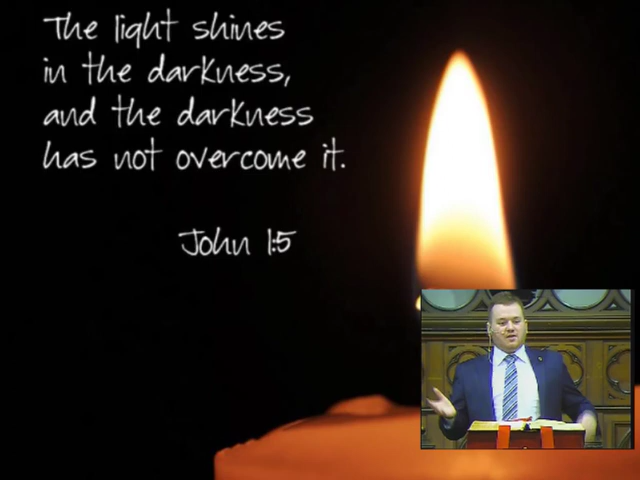 The light shines
in the darkness,
and the darkness
has not overcome it.
John 1:5